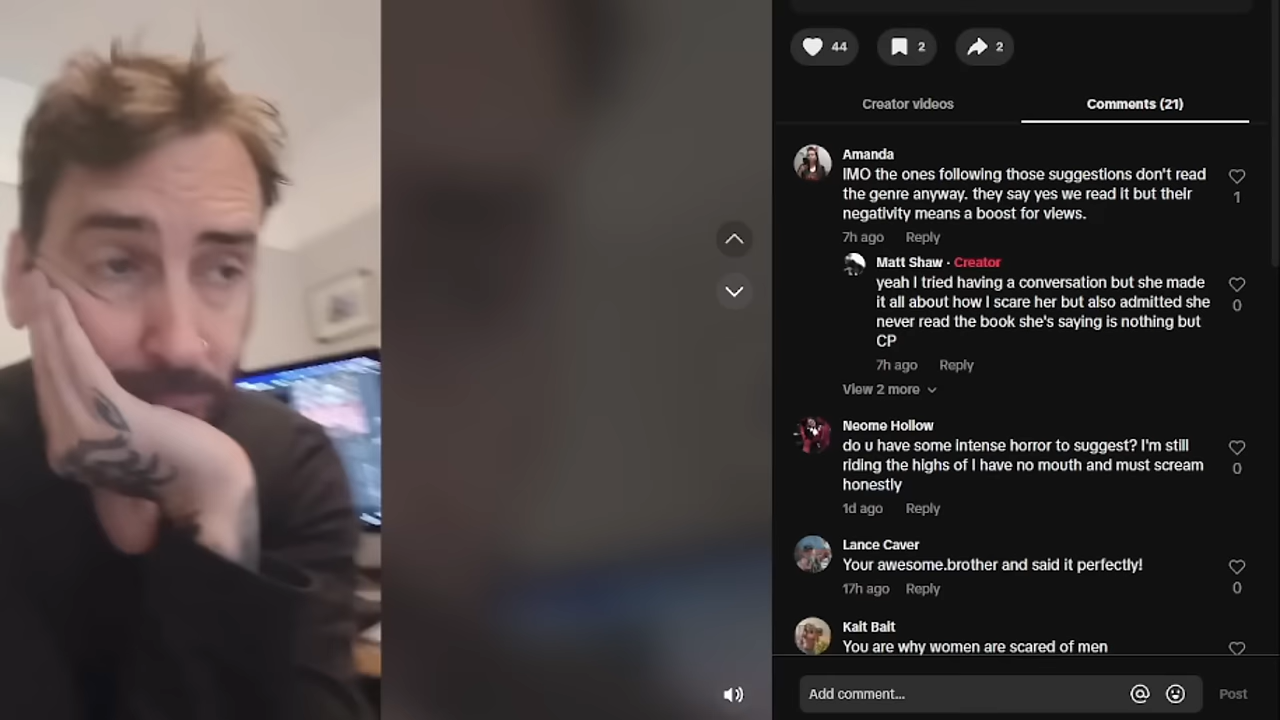 44
2
2
Creator videos
Comments (21)
Amanda
IMO the ones following those suggestions don't read
the genre anyway. they say yes we read it but their
negativity means a boost for views.
1
7h ago Reply
Matt Shaw · Creator
yeah I tried having a conversation but she made
it all about how I scare her but also admitted she
never read the book she's saying is nothing but
CP
0
7h ago Reply
View 2 more
Neome Hollow
do u have some intense horror to suggest? I'm still
riding the highs of I have no mouth and must scream
honestly
0
1d ago Reply
Lance Caver
Your awesome.brother and said it perfectly!
17h ago Reply
0
Kait Bait
You are why women are scared of men
Add comment...
Post